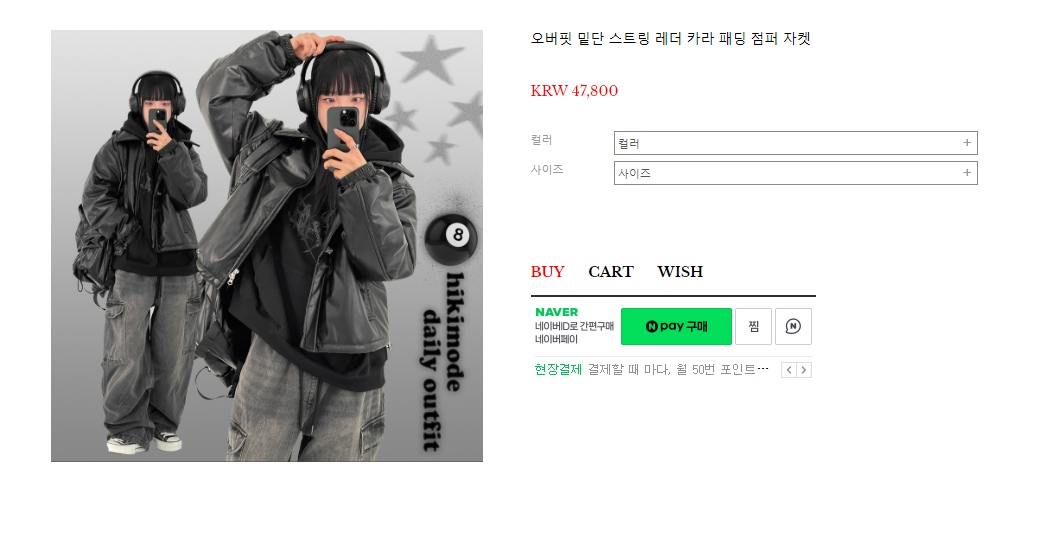 오버핏 밑단 스트링 레더 카라 패딩 점퍼 자켓
KRW 47,800
컬러
컬러
사이즈
사이즈
BUY CART WISH
NAVER
네이버ID로 간편구매
네이버페이
N pay 구매
찜
N
현장결제 결제할 때 마다, 월 50번 포인트···
8
hikimode
daily outfit